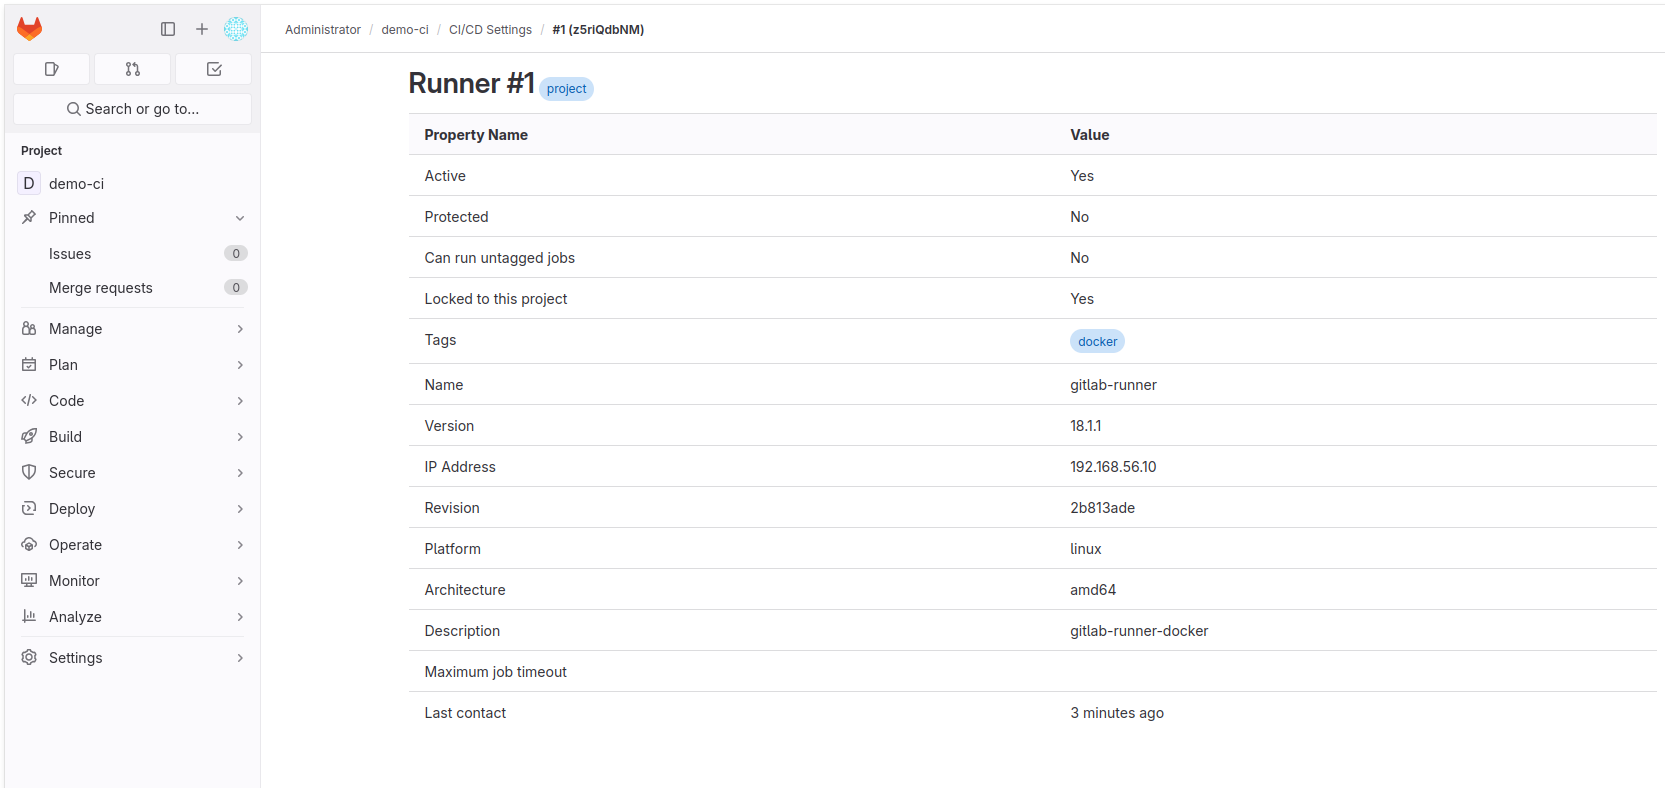 Administrator / demo-ci / CI/CD Settings / #1 (z5rlQdbNM)
Search or go to...
Project
D demo-ci
Pinned
Issues 0
Merge requests 0
Manage
Plan
Code
Build
Secure
Deploy
Operate
Monitor
Analyze
Settings
Runner #1 project
Property Name Value
Active Yes
Protected No
Can run untagged jobs No
Locked to this project Yes
Tags docker
Name gitlab-runner
Version 18.1.1
IP Address 192.168.56.10
Revision 2b813ade
Platform linux
Architecture amd64
Description gitlab-runner-docker
Maximum job timeout
Last contact 3 minutes ago